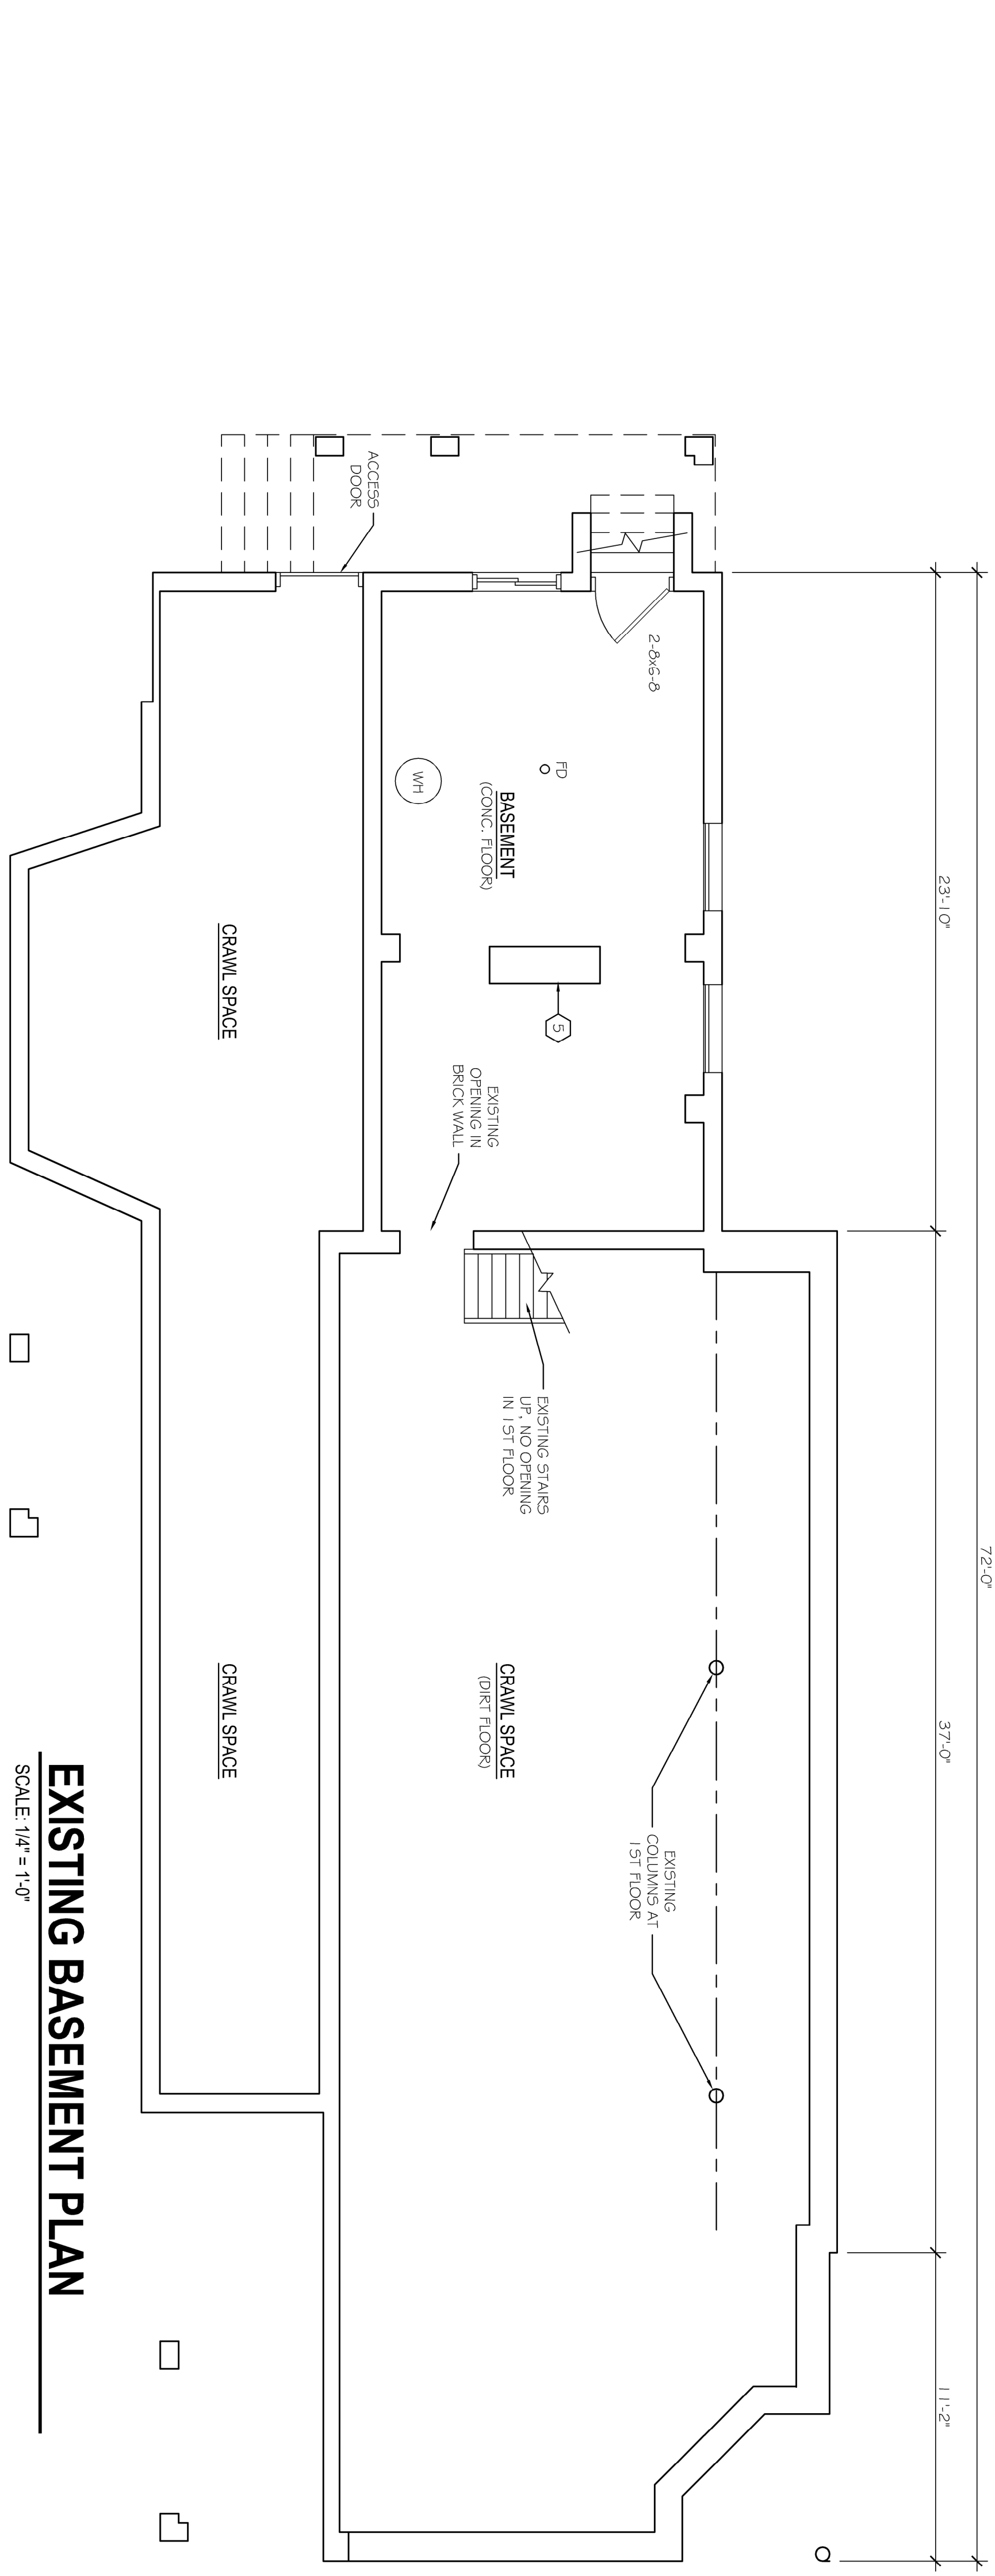 72'-0"
23'-10"
37'-0"
11'-2"
ACCESS
DOOR
2-8x6-8
FD
WH
BASEMENT
(CONC. FLOOR)
5
EXISTING
OPENING IN
BRICK WALL
EXISTING STAIRS
UP, NO OPENING
IN 1ST FLOOR
EXISTING
COLUMNS AT
1ST FLOOR
CRAWL SPACE
(DIRT FLOOR)
CRAWL SPACE
CRAWL SPACE
EXISTING BASEMENT PLAN
SCALE: 1/4" = 1'-0"